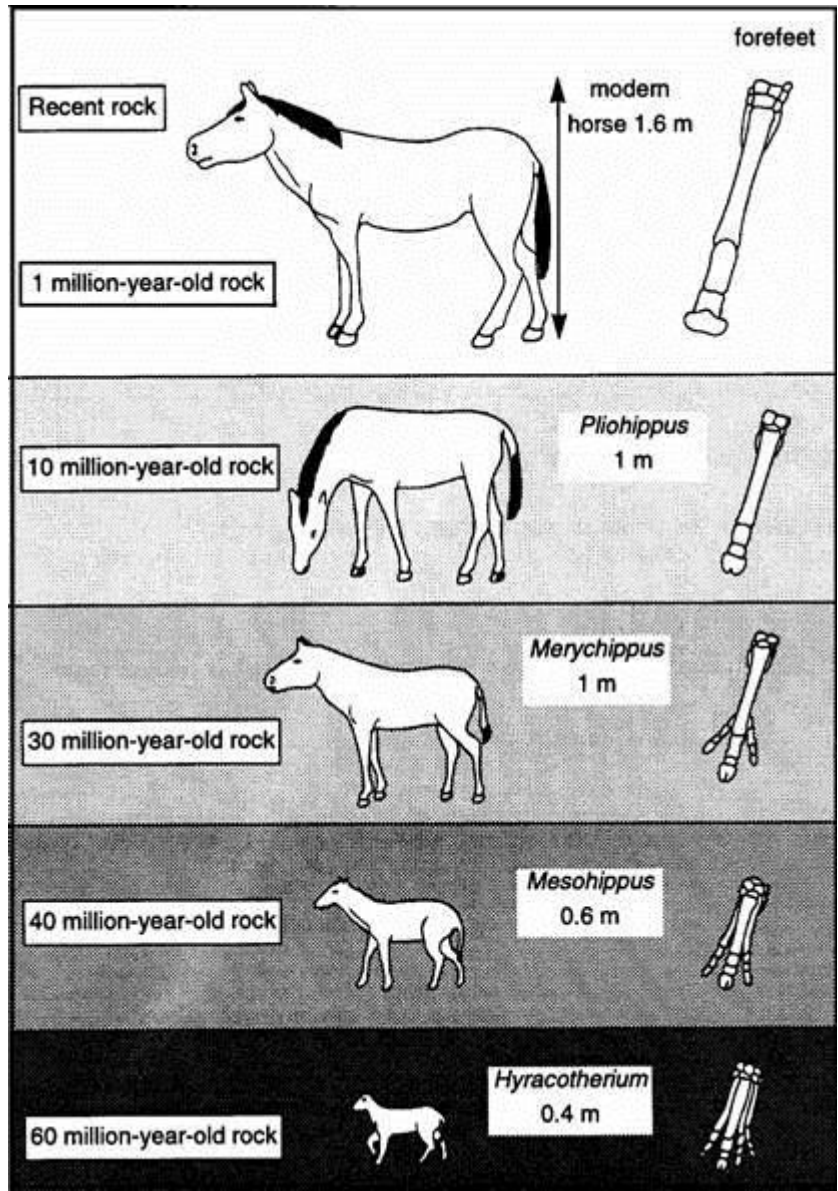 forefeet
Recent rock
modern
horse 1.6 m
1 million-year-old rock
Pliohippus
1 m
10 million-year-old rock
Merychippus
1 m
30 million-year-old rock
Mesohippus
0.6 m
40 million-year-old rock
Hyracotherium
0.4 m
60 million-year-old rock